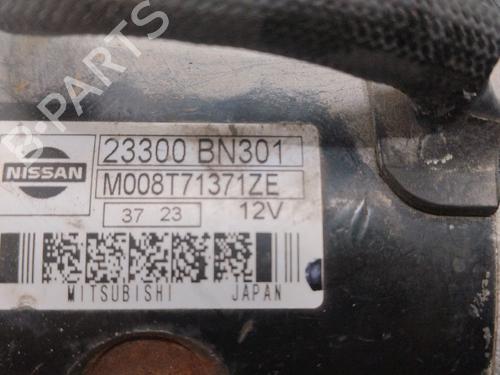 B-PARTS
NISSAN
23300 BN301
M008T71371ZE
37 23 12V
MITSUBISHI JAPAN